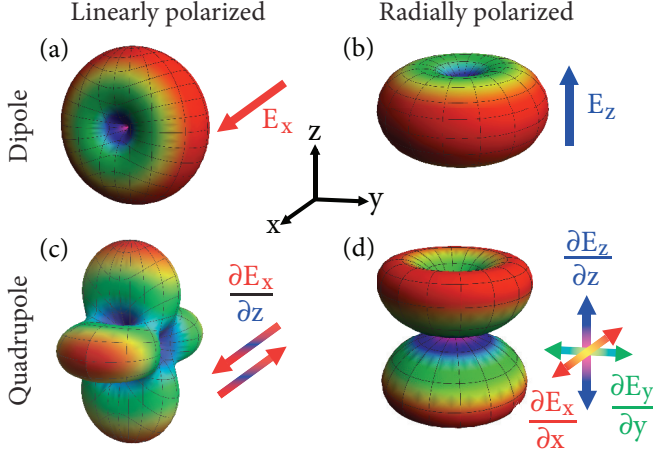 Linearly polarized
Radially polarized
Dipole
(a)
E_x
(b)
E_z
z
y
x
Quadrupole
(c)
∂E_x
∂z
(d)
∂E_z
∂z
∂E_x
∂x
∂E_y
∂y